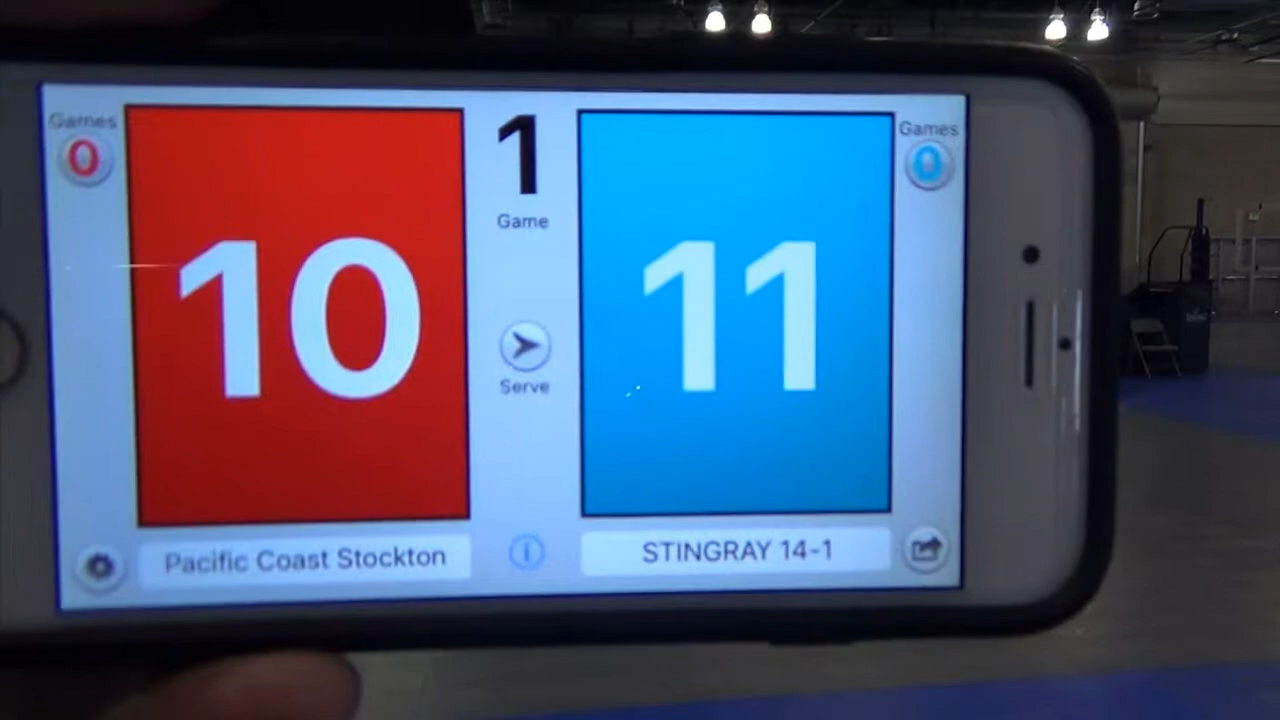 Games
0
10
1
Game
Serve
11
Games
0
Pacific Coast Stockton
i
STINGRAY 14-1